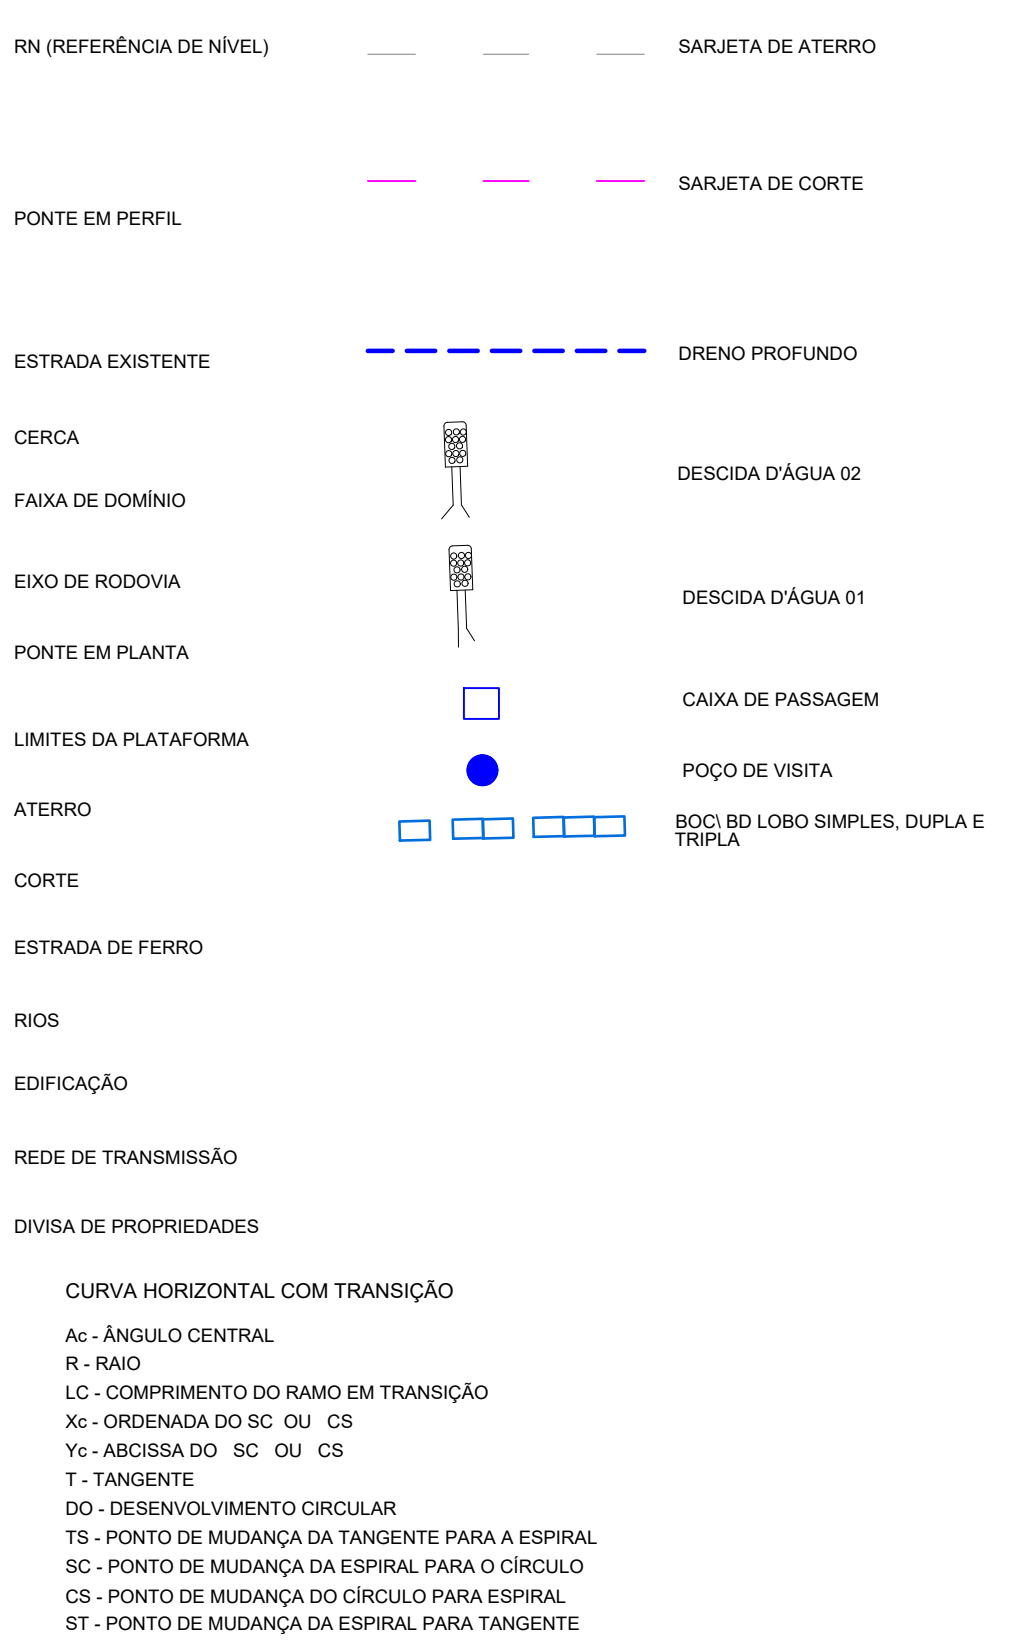 RN (REFERÊNCIA DE NÍVEL)
SARJETA DE ATERRO
SARJETA DE CORTE
PONTE EM PERFIL
ESTRADA EXISTENTE
DRENO PROFUNDO
CERCA
DESCIDA D'ÁGUA 02
FAIXA DE DOMÍNIO
EIXO DE RODOVIA
DESCIDA D'ÁGUA 01
PONTE EM PLANTA
CAIXA DE PASSAGEM
LIMITES DA PLATAFORMA
POÇO DE VISITA
ATERRO
BOC\ BD LOBO SIMPLES, DUPLA E
TRIPLA
CORTE
ESTRADA DE FERRO
RIOS
EDIFICAÇÃO
REDE DE TRANSMISSÃO
DIVISA DE PROPRIEDADES
CURVA HORIZONTAL COM TRANSIÇÃO
Ac - ÂNGULO CENTRAL
R - RAIO
LC - COMPRIMENTO DO RAMO EM TRANSIÇÃO
Xc - ORDENADA DO SC OU CS
Yc - ABCISSA DO SC OU CS
T - TANGENTE
DO - DESENVOLVIMENTO CIRCULAR
TS - PONTO DE MUDANÇA DA TANGENTE PARA A ESPIRAL
SC - PONTO DE MUDANÇA DA ESPIRAL PARA O CÍRCULO
CS - PONTO DE MUDANÇA DO CÍRCULO PARA ESPIRAL
ST - PONTO DE MUDANÇA DA ESPIRAL PARA TANGENTE